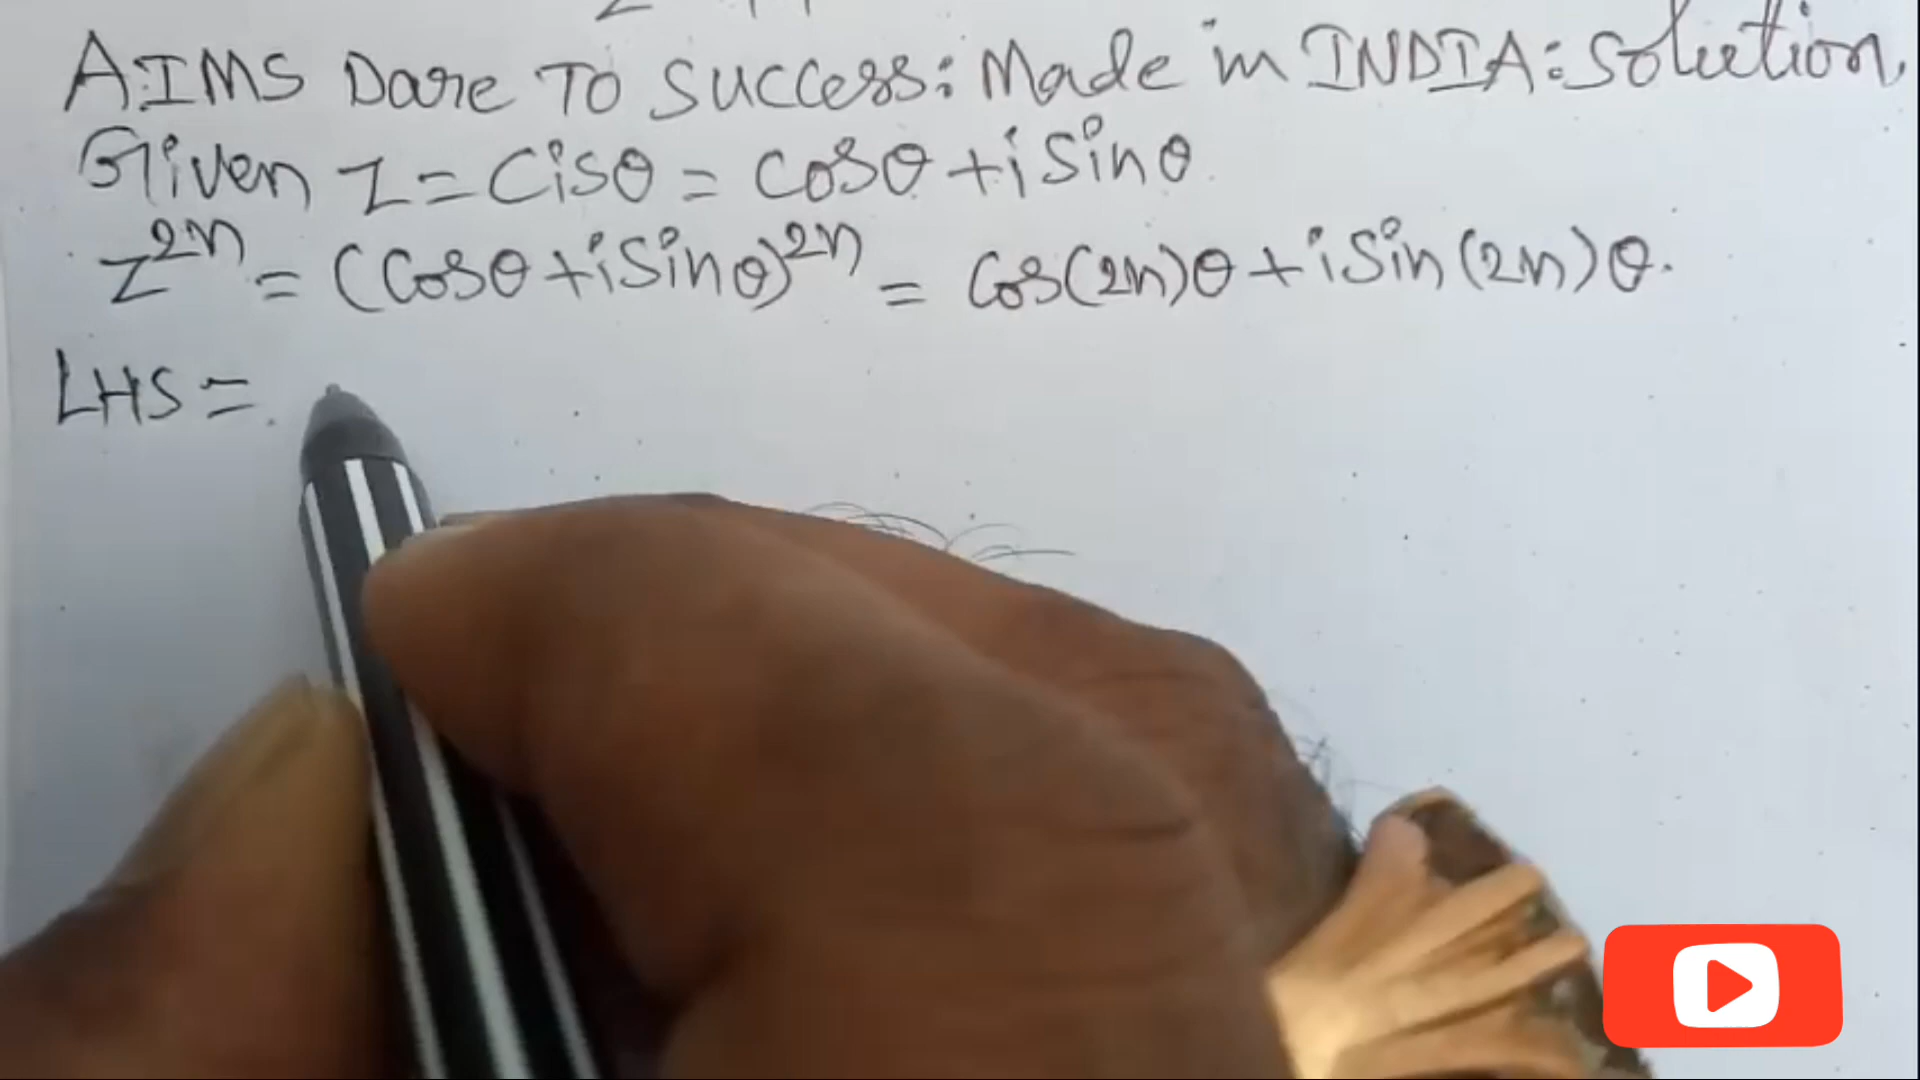 AIMS Dare To Success: Made in INDIA: Solution.
Given z = Cisθ = Cosθ + i Sinθ
z^2n = (Cosθ + i Sinθ)^2n = Cos(2n)θ + i Sin(2n)θ.
LHS =